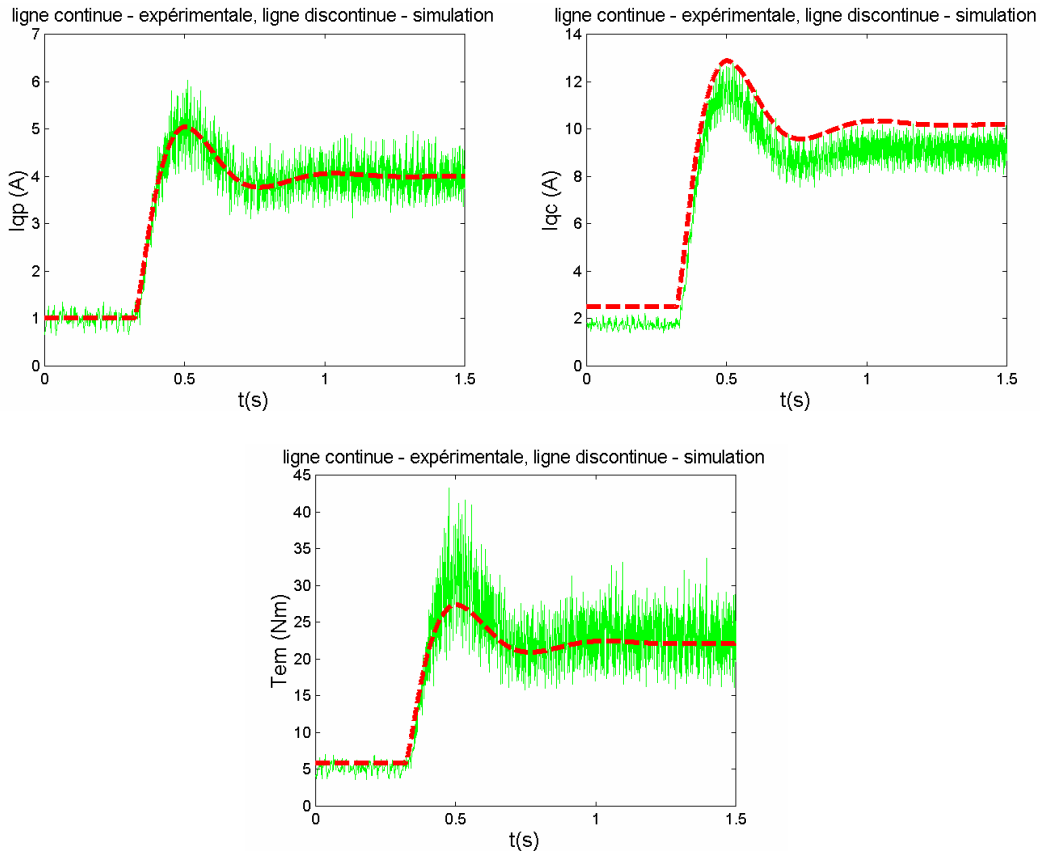 ligne continue - expérimentale, ligne discontinue - simulation
7
6
5
4
3
2
1
0
Iqp (A)
0 0.5 1 1.5
t(s)
ligne continue - expérimentale, ligne discontinue - simulation
14
12
10
8
6
4
2
0
Iqc (A)
0 0.5 1 1.5
t(s)
ligne continue - expérimentale, ligne discontinue - simulation
45
40
35
30
25
20
15
10
5
0
Tem (Nm)
0 0.5 1 1.5
t(s)